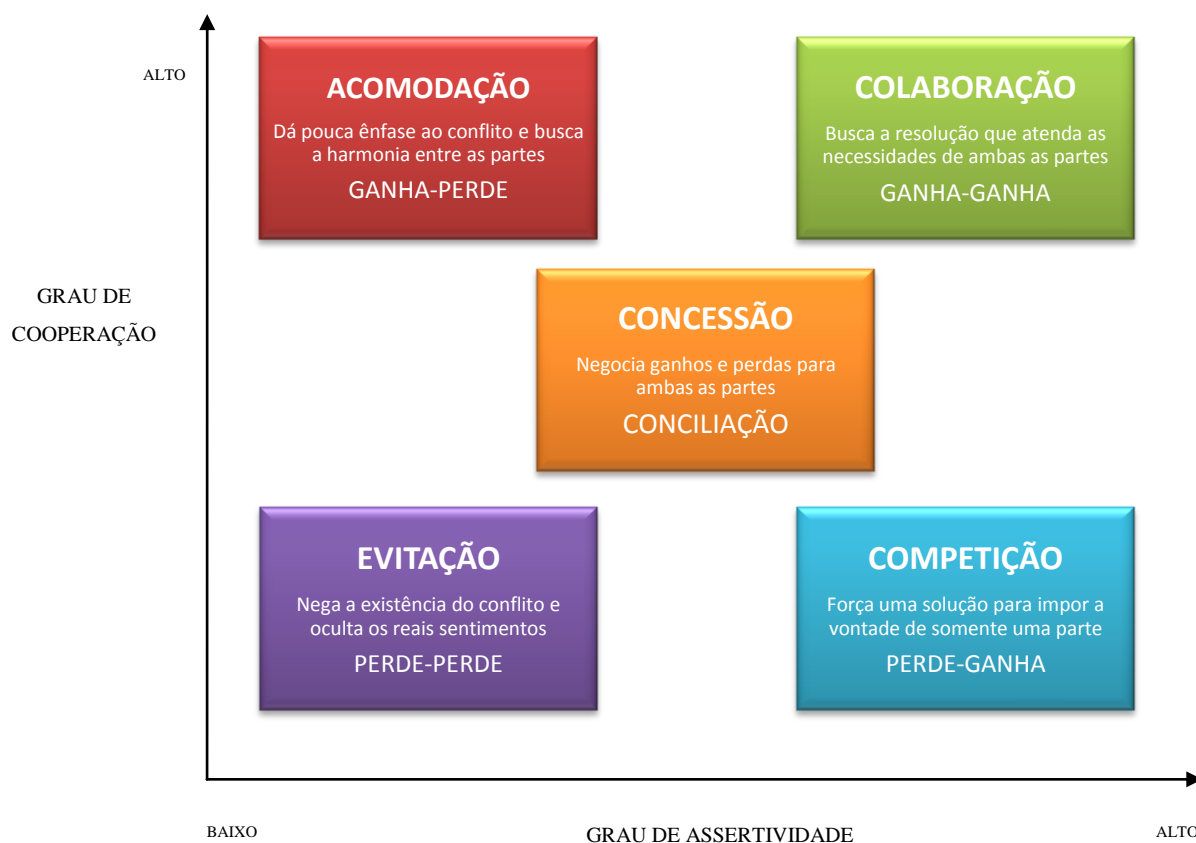 ALTO
ACOMODAÇÃO
Dá pouca ênfase ao conflito e busca
a harmonia entre as partes
GANHA-PERDE
COLABORAÇÃO
Busca a resolução que atenda as
necessidades de ambas as partes
GANHA-GANHA
GRAU DE
COOPERAÇÃO
CONCESSÃO
Negocia ganhos e perdas para
ambas as partes
CONCILIAÇÃO
EVITAÇÃO
Nega a existência do conflito e
oculta os reais sentimentos
PERDE-PERDE
COMPETIÇÃO
Força uma solução para impor a
vontade de somente uma parte
PERDE-GANHA
BAIXO
GRAU DE ASSERTIVIDADE
ALTO